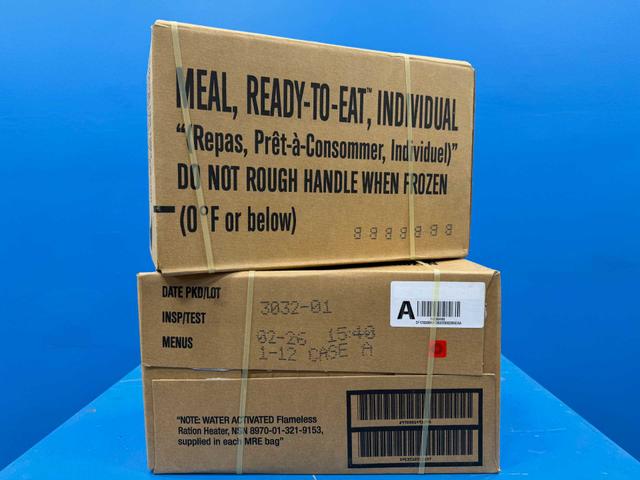 MEAL, READY-TO-EAT™, INDIVIDUAL
“(Repas, Prêt-à-Consommer, Individuel)”
DO NOT ROUGH HANDLE WHEN FROZEN
(0°F or below)
DATE PKD/LOT 3032-01
INSP/TEST 02-26 15:40
MENUS 1-12 CASE A
A
"NOTE: WATER ACTIVATED Flameless
Ration Heater, NSN 8970-01-321-9153,
supplied in each MRE bag"